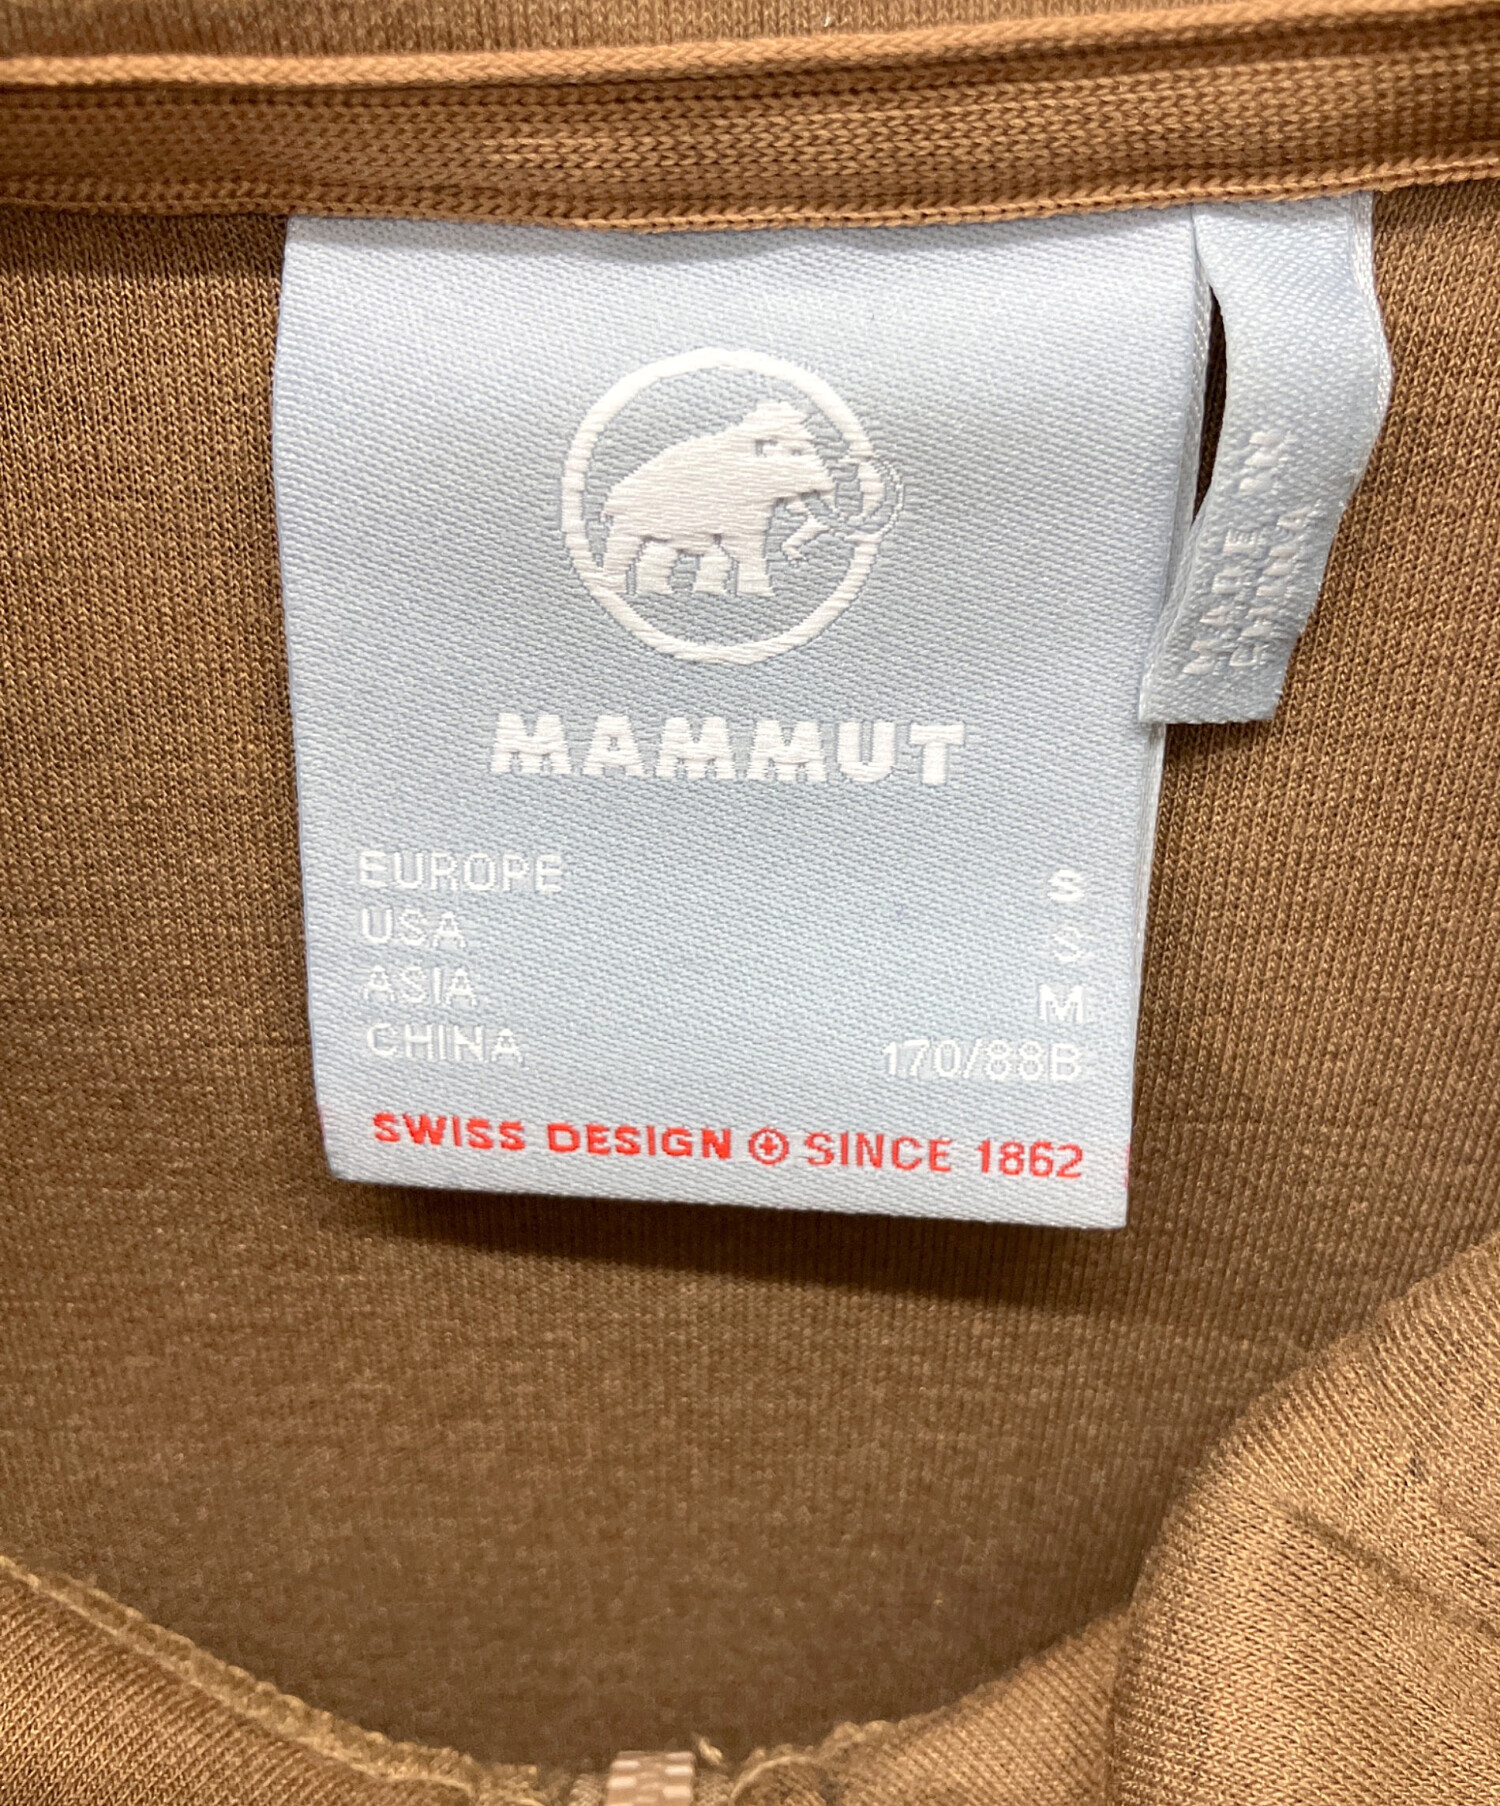 MAMMUT
EUROPE S
USA S
ASIA M
CHINA 170/88B
SWISS DESIGN SINCE 1862
MADE IN
CHINA